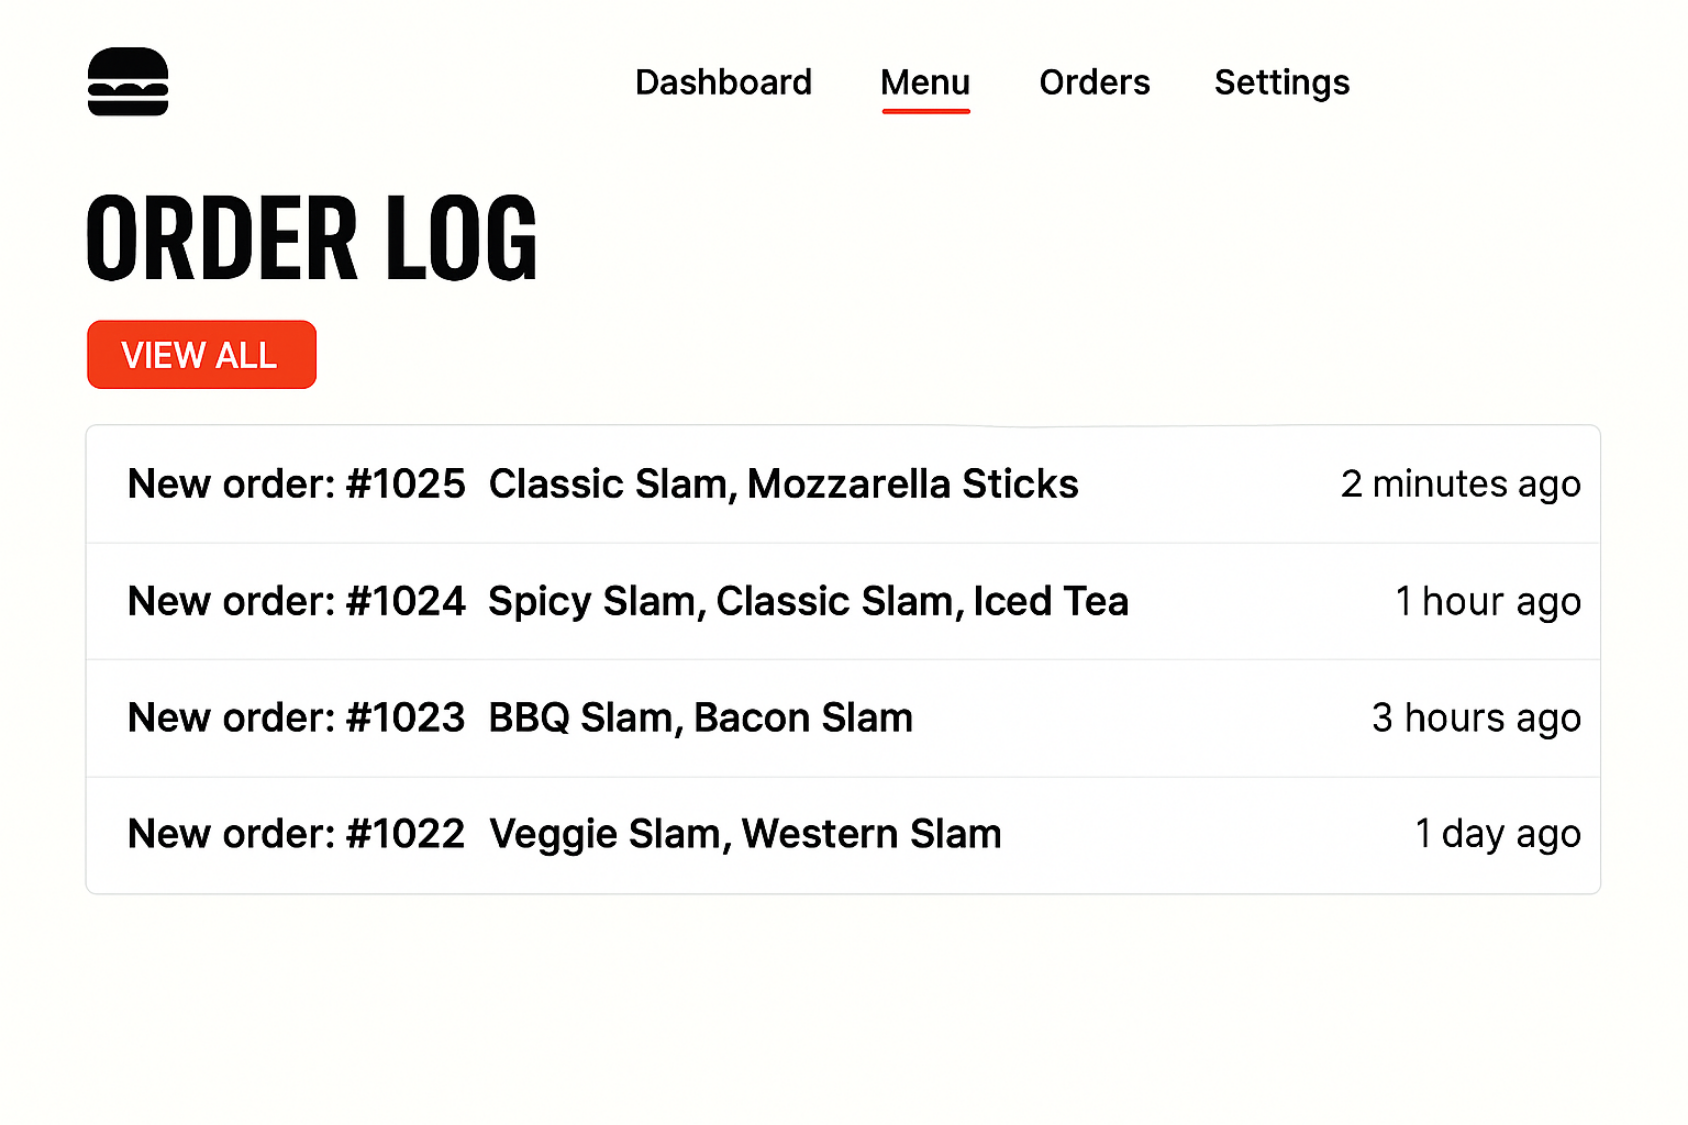 Dashboard Menu Orders Settings
ORDER LOG
VIEW ALL
New order: #1025 Classic Slam, Mozzarella Sticks 2 minutes ago
New order: #1024 Spicy Slam, Classic Slam, Iced Tea 1 hour ago
New order: #1023 BBQ Slam, Bacon Slam 3 hours ago
New order: #1022 Veggie Slam, Western Slam 1 day ago